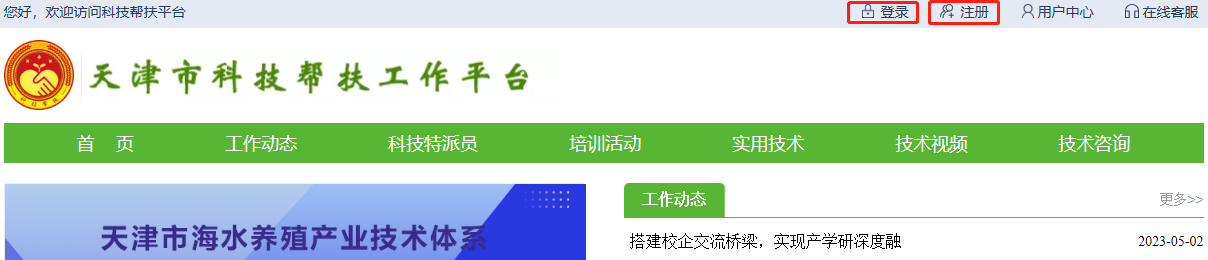 您好，欢迎访问科技帮扶平台 登录 注册 用户中心 在线客服
天津市科技帮扶工作平台
首 页 工作动态 科技特派员 培训活动 实用技术 技术视频 技术咨询
工作动态 更多>>
天津市海水养殖产业技术体系
搭建校企交流桥梁，实现产学研深度融 2023-05-02